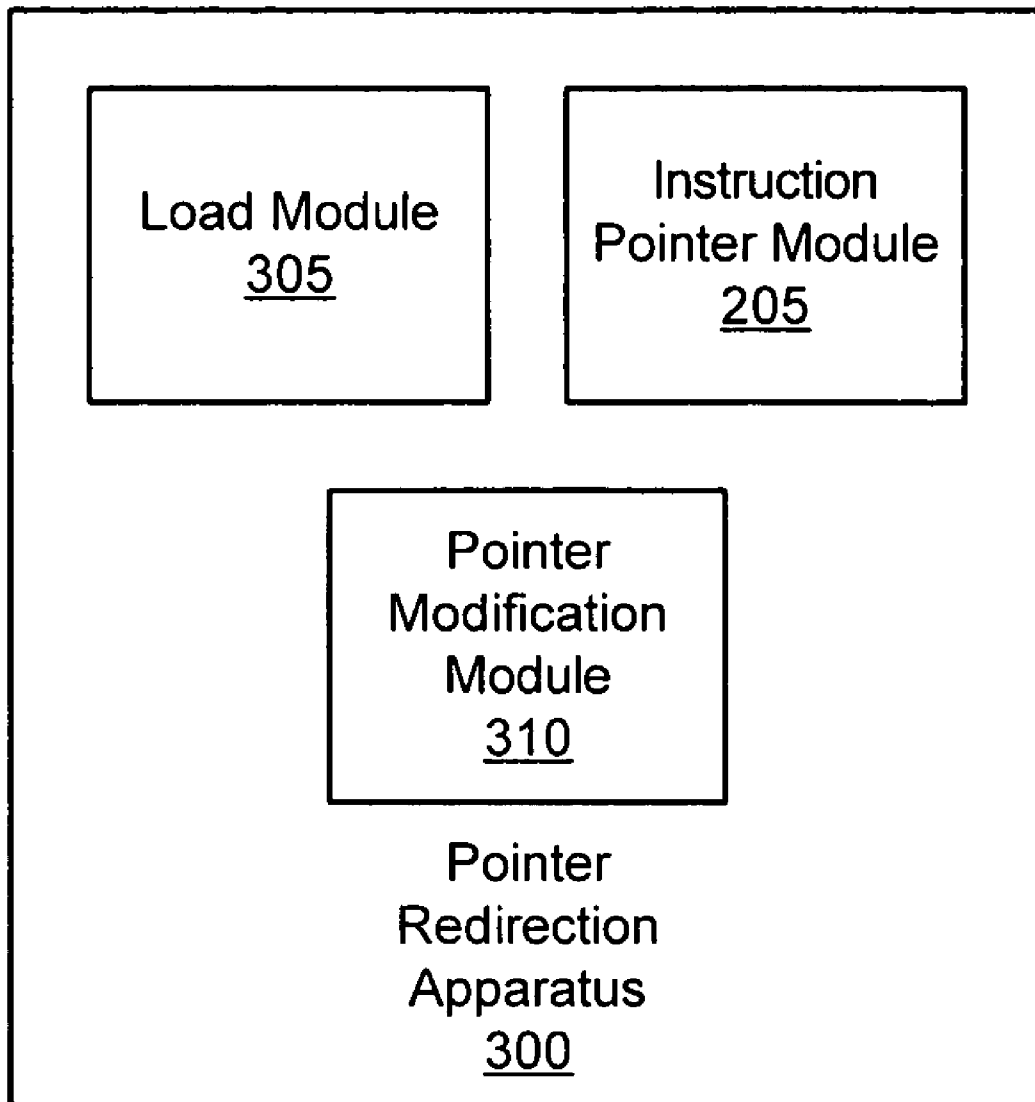 Load Module
305
Instruction
Pointer Module
205
Pointer
Modification
Module
310
Pointer
Redirection
Apparatus
300